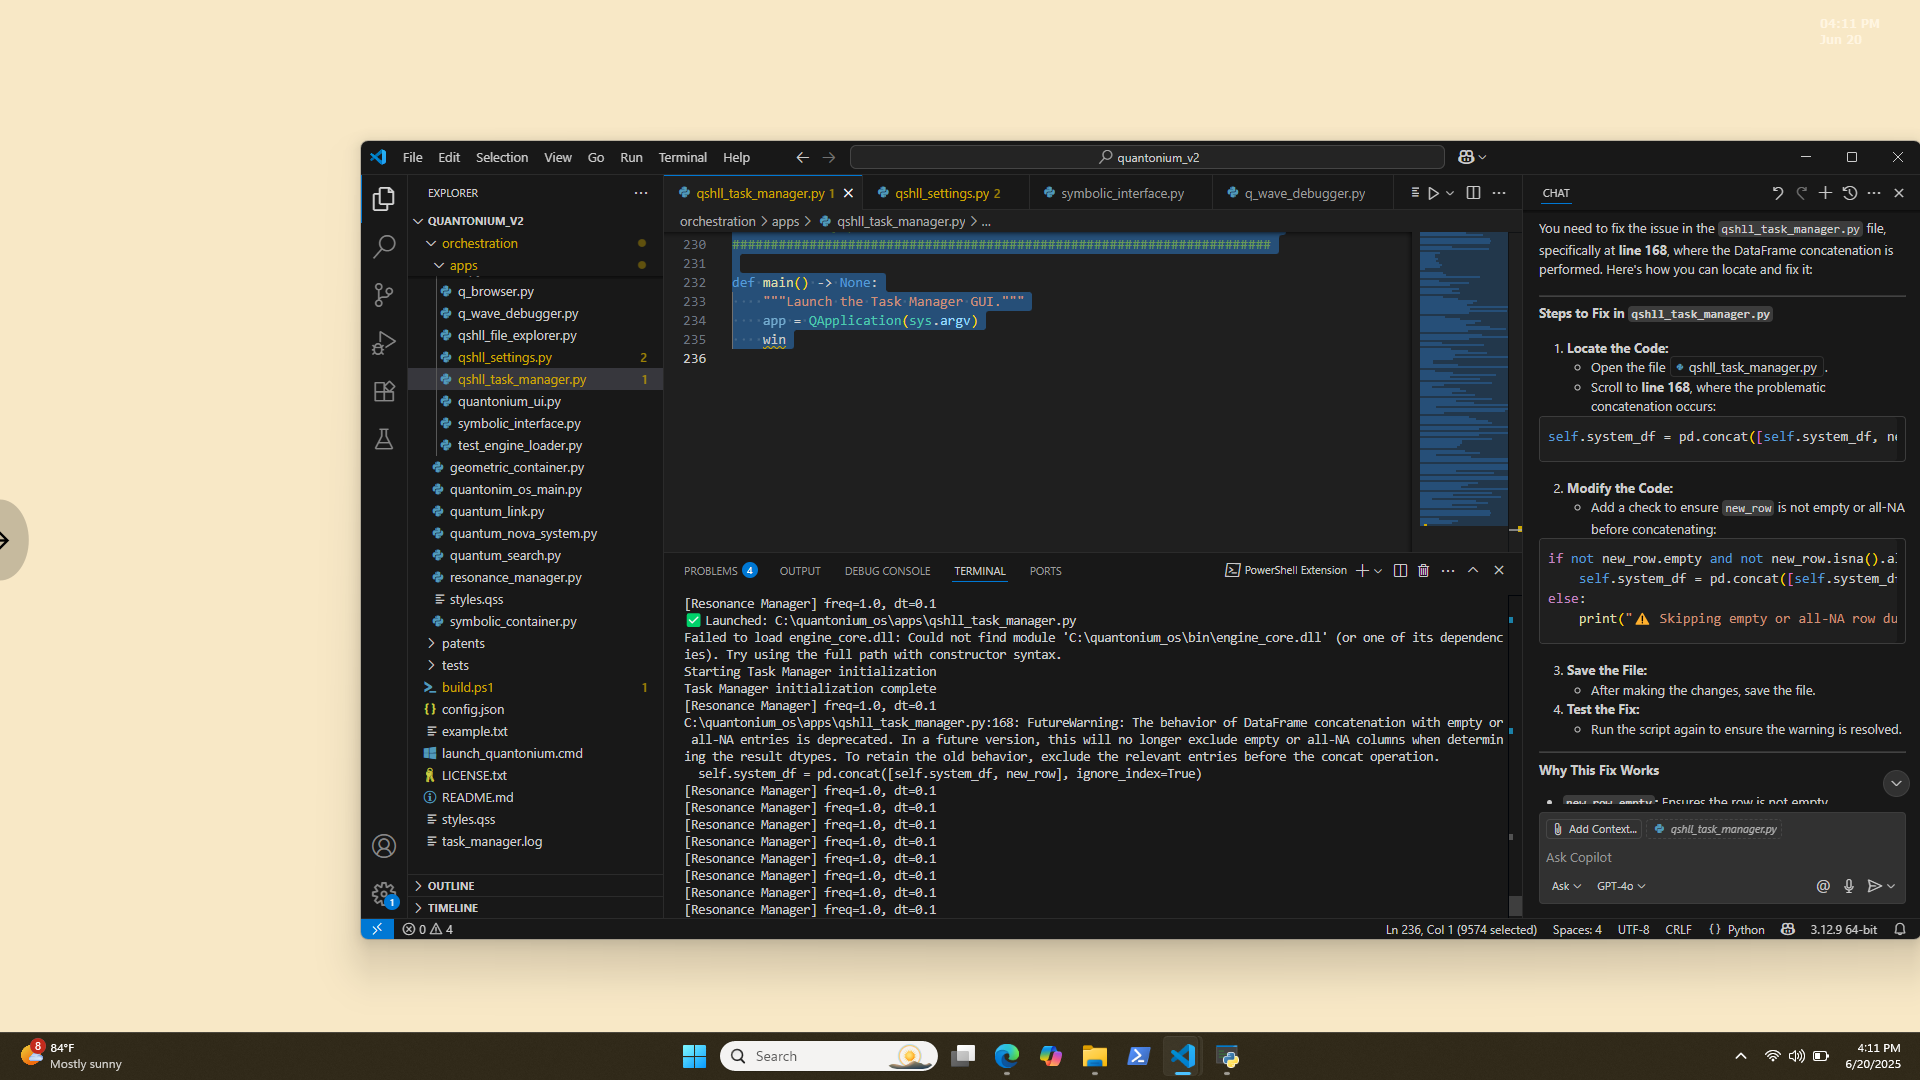 04:11 PM
Jun 20
File Edit Selection View Go Run Terminal Help
quantonium_v2
EXPLORER
QUANTONIUM_V2
orchestration
apps
q_browser.py
q_wave_debugger.py
qshll_file_explorer.py
qshll_settings.py 2
qshll_task_manager.py 1
quantonium_ui.py
symbolic_interface.py
test_engine_loader.py
geometric_container.py
quantonim_os_main.py
quantum_link.py
quantum_nova_system.py
quantum_search.py
resonance_manager.py
styles.qss
symbolic_container.py
patents
tests
build.ps1 1
config.json
example.txt
launch_quantonium.cmd
LICENSE.txt
README.md
styles.qss
task_manager.log
OUTLINE
TIMELINE
1
qshll_task_manager.py 1 qshll_settings.py 2 symbolic_interface.py q_wave_debugger.py
orchestration > apps > qshll_task_manager.py > ...
230 ######################################################################
231
232 def main() -> None:
233 """Launch the Task Manager GUI."""
234 app = QApplication(sys.argv)
235 win
236
PROBLEMS 4 OUTPUT DEBUG CONSOLE TERMINAL PORTS PowerShell Extension
[Resonance Manager] freq=1.0, dt=0.1
✅ Launched: C:\quantonium_os\apps\qshll_task_manager.py
Failed to load engine_core.dll: Could not find module 'C:\quantonium_os\bin\engine_core.dll' (or one of its dependenc
ies). Try using the full path with constructor syntax.
Starting Task Manager initialization
Task Manager initialization complete
[Resonance Manager] freq=1.0, dt=0.1
C:\quantonium_os\apps\qshll_task_manager.py:168: FutureWarning: The behavior of DataFrame concatenation with empty or
all-NA entries is deprecated. In a future version, this will no longer exclude empty or all-NA columns when determin
ing the result dtypes. To retain the old behavior, exclude the relevant entries before the concat operation.
self.system_df = pd.concat([self.system_df, new_row], ignore_index=True)
[Resonance Manager] freq=1.0, dt=0.1
[Resonance Manager] freq=1.0, dt=0.1
[Resonance Manager] freq=1.0, dt=0.1
[Resonance Manager] freq=1.0, dt=0.1
[Resonance Manager] freq=1.0, dt=0.1
[Resonance Manager] freq=1.0, dt=0.1
[Resonance Manager] freq=1.0, dt=0.1
[Resonance Manager] freq=1.0, dt=0.1
CHAT
You need to fix the issue in the qshll_task_manager.py file,
specifically at line 168, where the DataFrame concatenation is
performed. Here's how you can locate and fix it:
Steps to Fix in qshll_task_manager.py
1. Locate the Code:
Open the file qshll_task_manager.py .
Scroll to line 168, where the problematic
concatenation occurs:
self.system_df = pd.concat([self.system_df, ne
2. Modify the Code:
Add a check to ensure new_row is not empty or all-NA
before concatenating:
if not new_row.empty and not new_row.isna().al
self.system_df = pd.concat([self.system_df
else:
print("⚠️ Skipping empty or all-NA row du
3. Save the File:
After making the changes, save the file.
4. Test the Fix:
Run the script again to ensure the warning is resolved.
Why This Fix Works
new_row.empty: Ensures the row is not empty.
Add Context... qshll_task_manager.py
Ask Copilot
Ask GPT-4o
0 4
Ln 236, Col 1 (9574 selected) Spaces: 4 UTF-8 CRLF {} Python 3.12.9 64-bit
8
84°F
Mostly sunny
Search
4:11 PM
6/20/2025